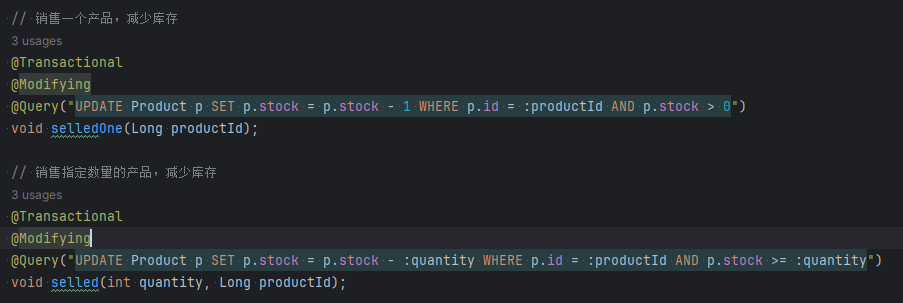 // 销售一个产品，减少库存
3 usages
@Transactional
@Modifying
@Query("UPDATE Product p SET p.stock = p.stock - 1 WHERE p.id = :productId AND p.stock > 0")
void selledOne(Long productId);
// 销售指定数量的产品，减少库存
3 usages
@Transactional
@Modifying
@Query("UPDATE Product p SET p.stock = p.stock - :quantity WHERE p.id = :productId AND p.stock >= :quantity")
void selled(int quantity, Long productId);